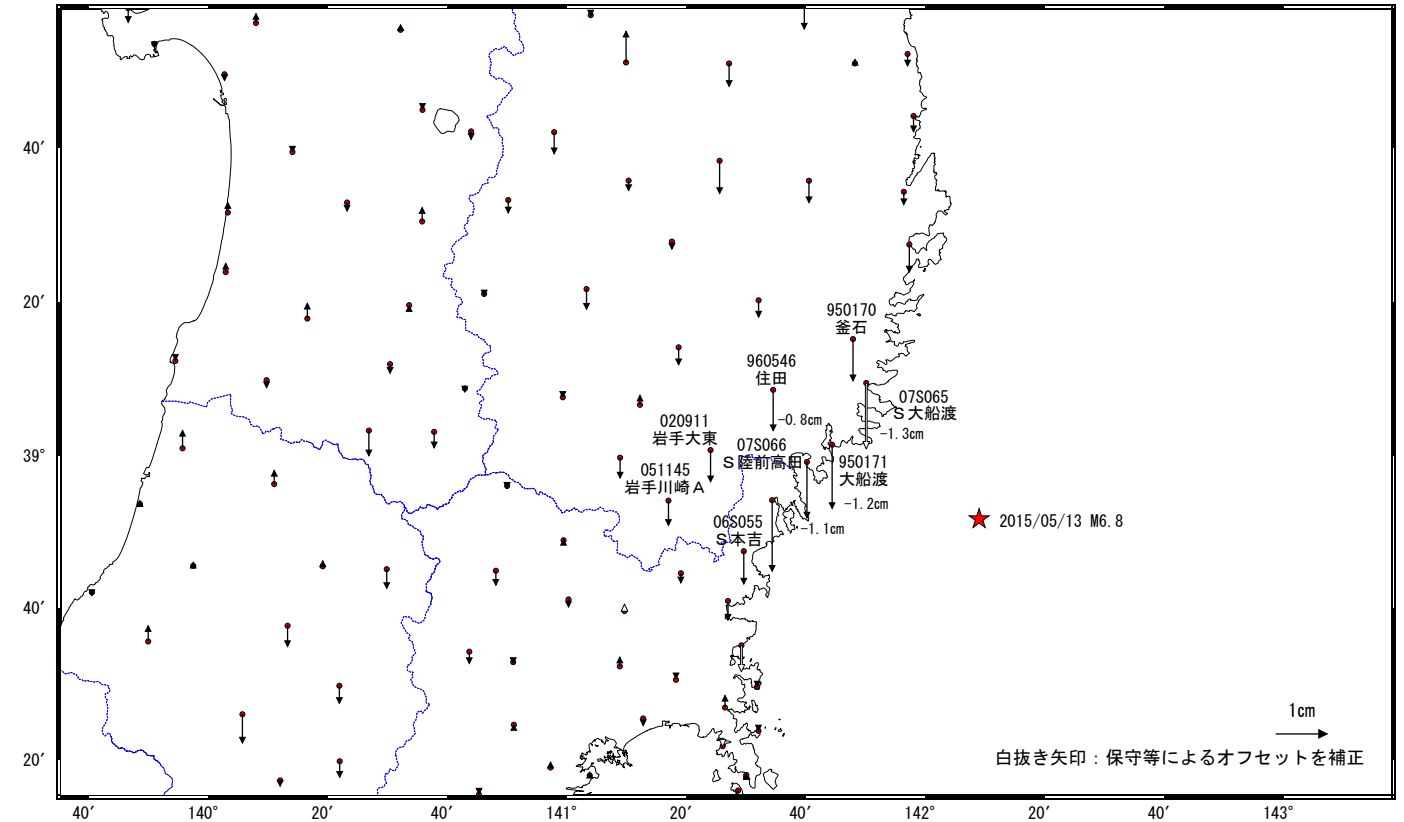 40′
20′
39°
40′
20′
950170
釜石
960546
住田
-0.8cm
07S065
S大船渡
-1.3cm
020911
岩手大東
07S066
S陸前高田
950171
大船渡
051145
岩手川崎A
-1.2cm
06S055
S本吉
-1.1cm
2015/05/13 M6.8
1cm
白抜き矢印：保守等によるオフセットを補正
40′
140°
20′
40′
141°
20′
40′
142°
20′
40′
143°